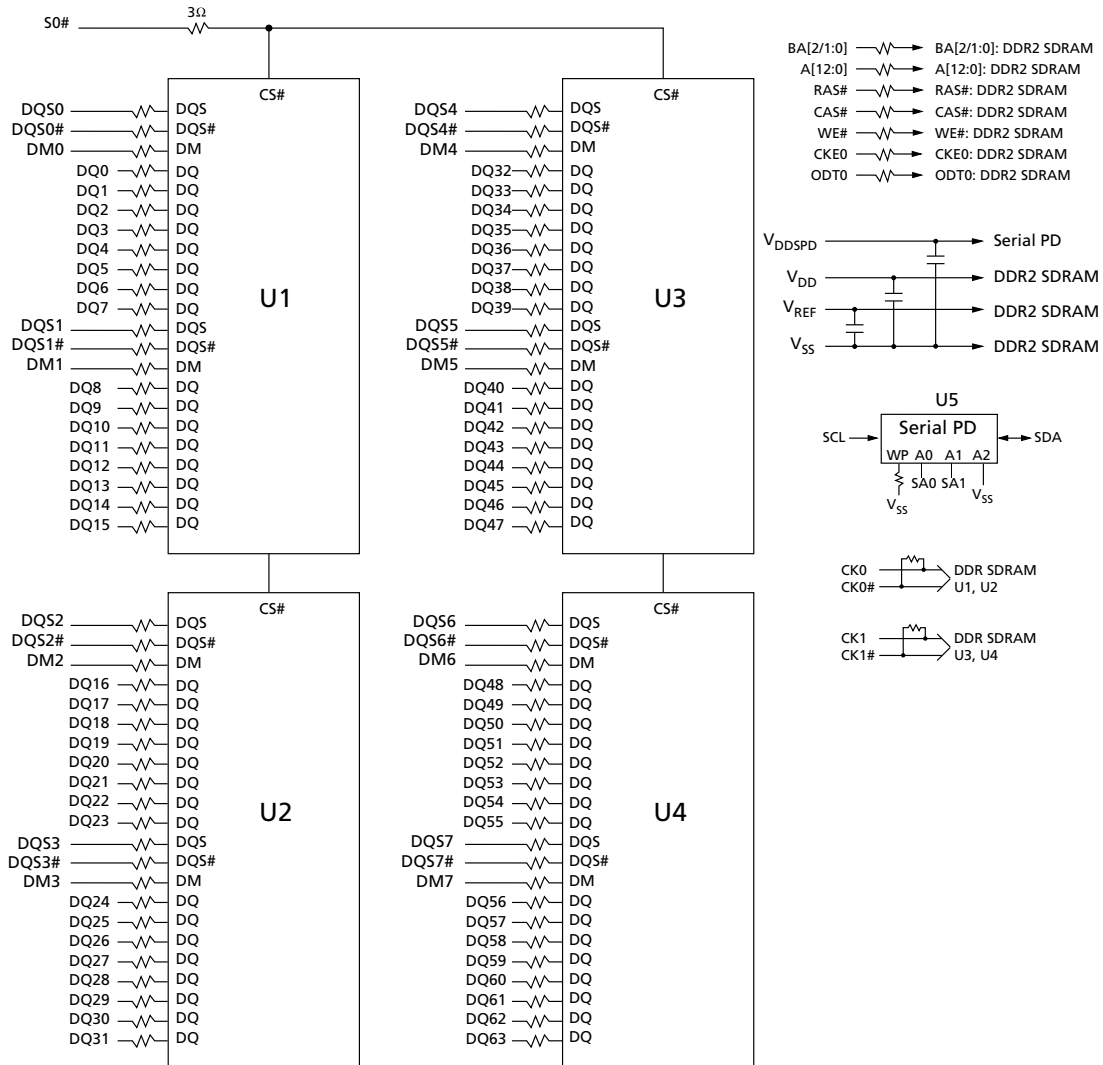 S0#
3Ω
CS#
DQS0 DQS
DQS0# DQS#
DM0 DM
DQ0 DQ
DQ1 DQ
DQ2 DQ
DQ3 DQ
DQ4 DQ
DQ5 DQ
DQ6 DQ
DQ7 DQ
U1
DQS1 DQS
DQS1# DQS#
DM1 DM
DQ8 DQ
DQ9 DQ
DQ10 DQ
DQ11 DQ
DQ12 DQ
DQ13 DQ
DQ14 DQ
DQ15 DQ
CS#
DQS2 DQS
DQS2# DQS#
DM2 DM
DQ16 DQ
DQ17 DQ
DQ18 DQ
DQ19 DQ
DQ20 DQ
DQ21 DQ
DQ22 DQ
DQ23 DQ
U2
DQS3 DQS
DQS3# DQS#
DM3 DM
DQ24 DQ
DQ25 DQ
DQ26 DQ
DQ27 DQ
DQ28 DQ
DQ29 DQ
DQ30 DQ
DQ31 DQ
CS#
DQS4 DQS
DQS4# DQS#
DM4 DM
DQ32 DQ
DQ33 DQ
DQ34 DQ
DQ35 DQ
DQ36 DQ
DQ37 DQ
DQ38 DQ
DQ39 DQ
U3
DQS5 DQS
DQS5# DQS#
DM5 DM
DQ40 DQ
DQ41 DQ
DQ42 DQ
DQ43 DQ
DQ44 DQ
DQ45 DQ
DQ46 DQ
DQ47 DQ
CS#
DQS6 DQS
DQS6# DQS#
DM6 DM
DQ48 DQ
DQ49 DQ
DQ50 DQ
DQ51 DQ
DQ52 DQ
DQ53 DQ
DQ54 DQ
DQ55 DQ
U4
DQS7 DQS
DQS7# DQS#
DM7 DM
DQ56 DQ
DQ57 DQ
DQ58 DQ
DQ59 DQ
DQ60 DQ
DQ61 DQ
DQ62 DQ
DQ63 DQ
BA[2/1:0] BA[2/1:0]: DDR2 SDRAM
A[12:0] A[12:0]: DDR2 SDRAM
RAS# RAS#: DDR2 SDRAM
CAS# CAS#: DDR2 SDRAM
WE# WE#: DDR2 SDRAM
CKE0 CKE0: DDR2 SDRAM
ODT0 ODT0: DDR2 SDRAM
VDDSPD Serial PD
VDD DDR2 SDRAM
VREF DDR2 SDRAM
VSS DDR2 SDRAM
U5
SCL Serial PD SDA
WP A0 A1 A2
VSS SA0 SA1 VSS
CK0 DDR SDRAM
CK0# U1, U2
CK1 DDR SDRAM
CK1# U3, U4